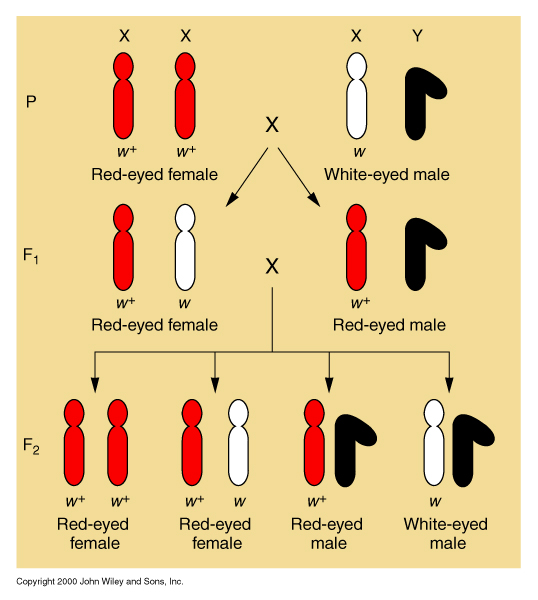 X X X Y
P
X
w+ w+ w
Red-eyed female White-eyed male
F1
X
w+ w w+
Red-eyed female Red-eyed male
F2
w+ w+ w+ w w+ w
Red-eyed Red-eyed Red-eyed White-eyed
female female male male
Copyright 2000 John Wiley and Sons, Inc.